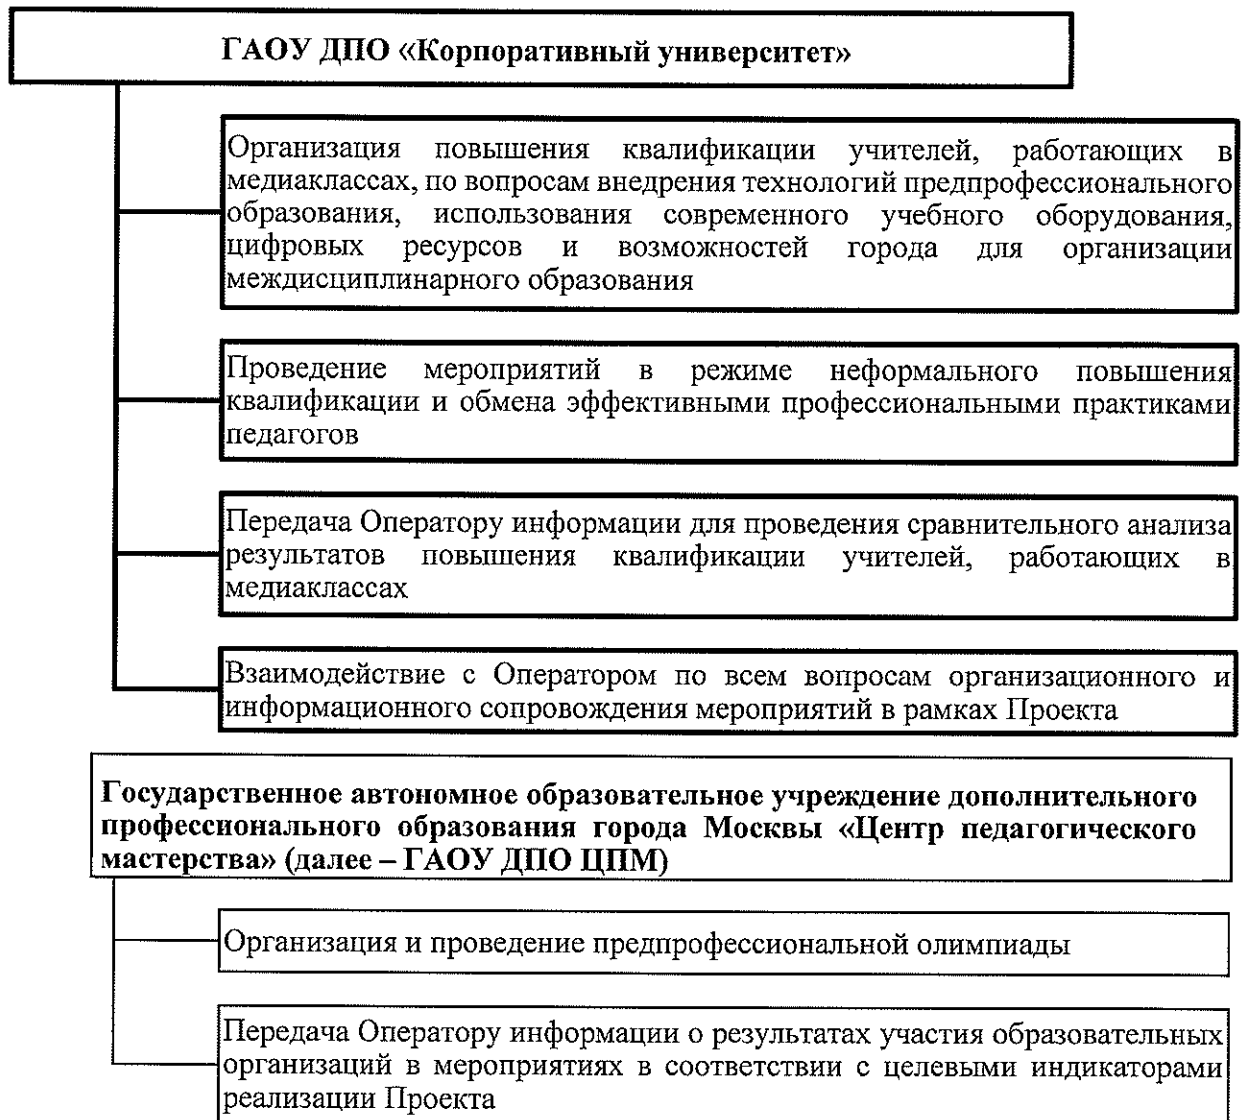 ГАОУ ДПО «Корпоративный университет»
Организация повышения квалификации учителей, работающих в
медиаклассах, по вопросам внедрения технологий предпрофессионального
образования, использования современного учебного оборудования,
цифровых ресурсов и возможностей города для организации
междисциплинарного образования
Проведение мероприятий в режиме неформального повышения
квалификации и обмена эффективными профессиональными практиками
педагогов
Передача Оператору информации для проведения сравнительного анализа
результатов повышения квалификации учителей, работающих в
медиаклассах
Взаимодействие с Оператором по всем вопросам организационного и
информационного сопровождения мероприятий в рамках Проекта
Государственное автономное образовательное учреждение дополнительного
профессионального образования города Москвы «Центр педагогического
мастерства» (далее – ГАОУ ДПО ЦПМ)
Организация и проведение предпрофессиональной олимпиады
Передача Оператору информации о результатах участия образовательных
организаций в мероприятиях в соответствии с целевыми индикаторами
реализации Проекта